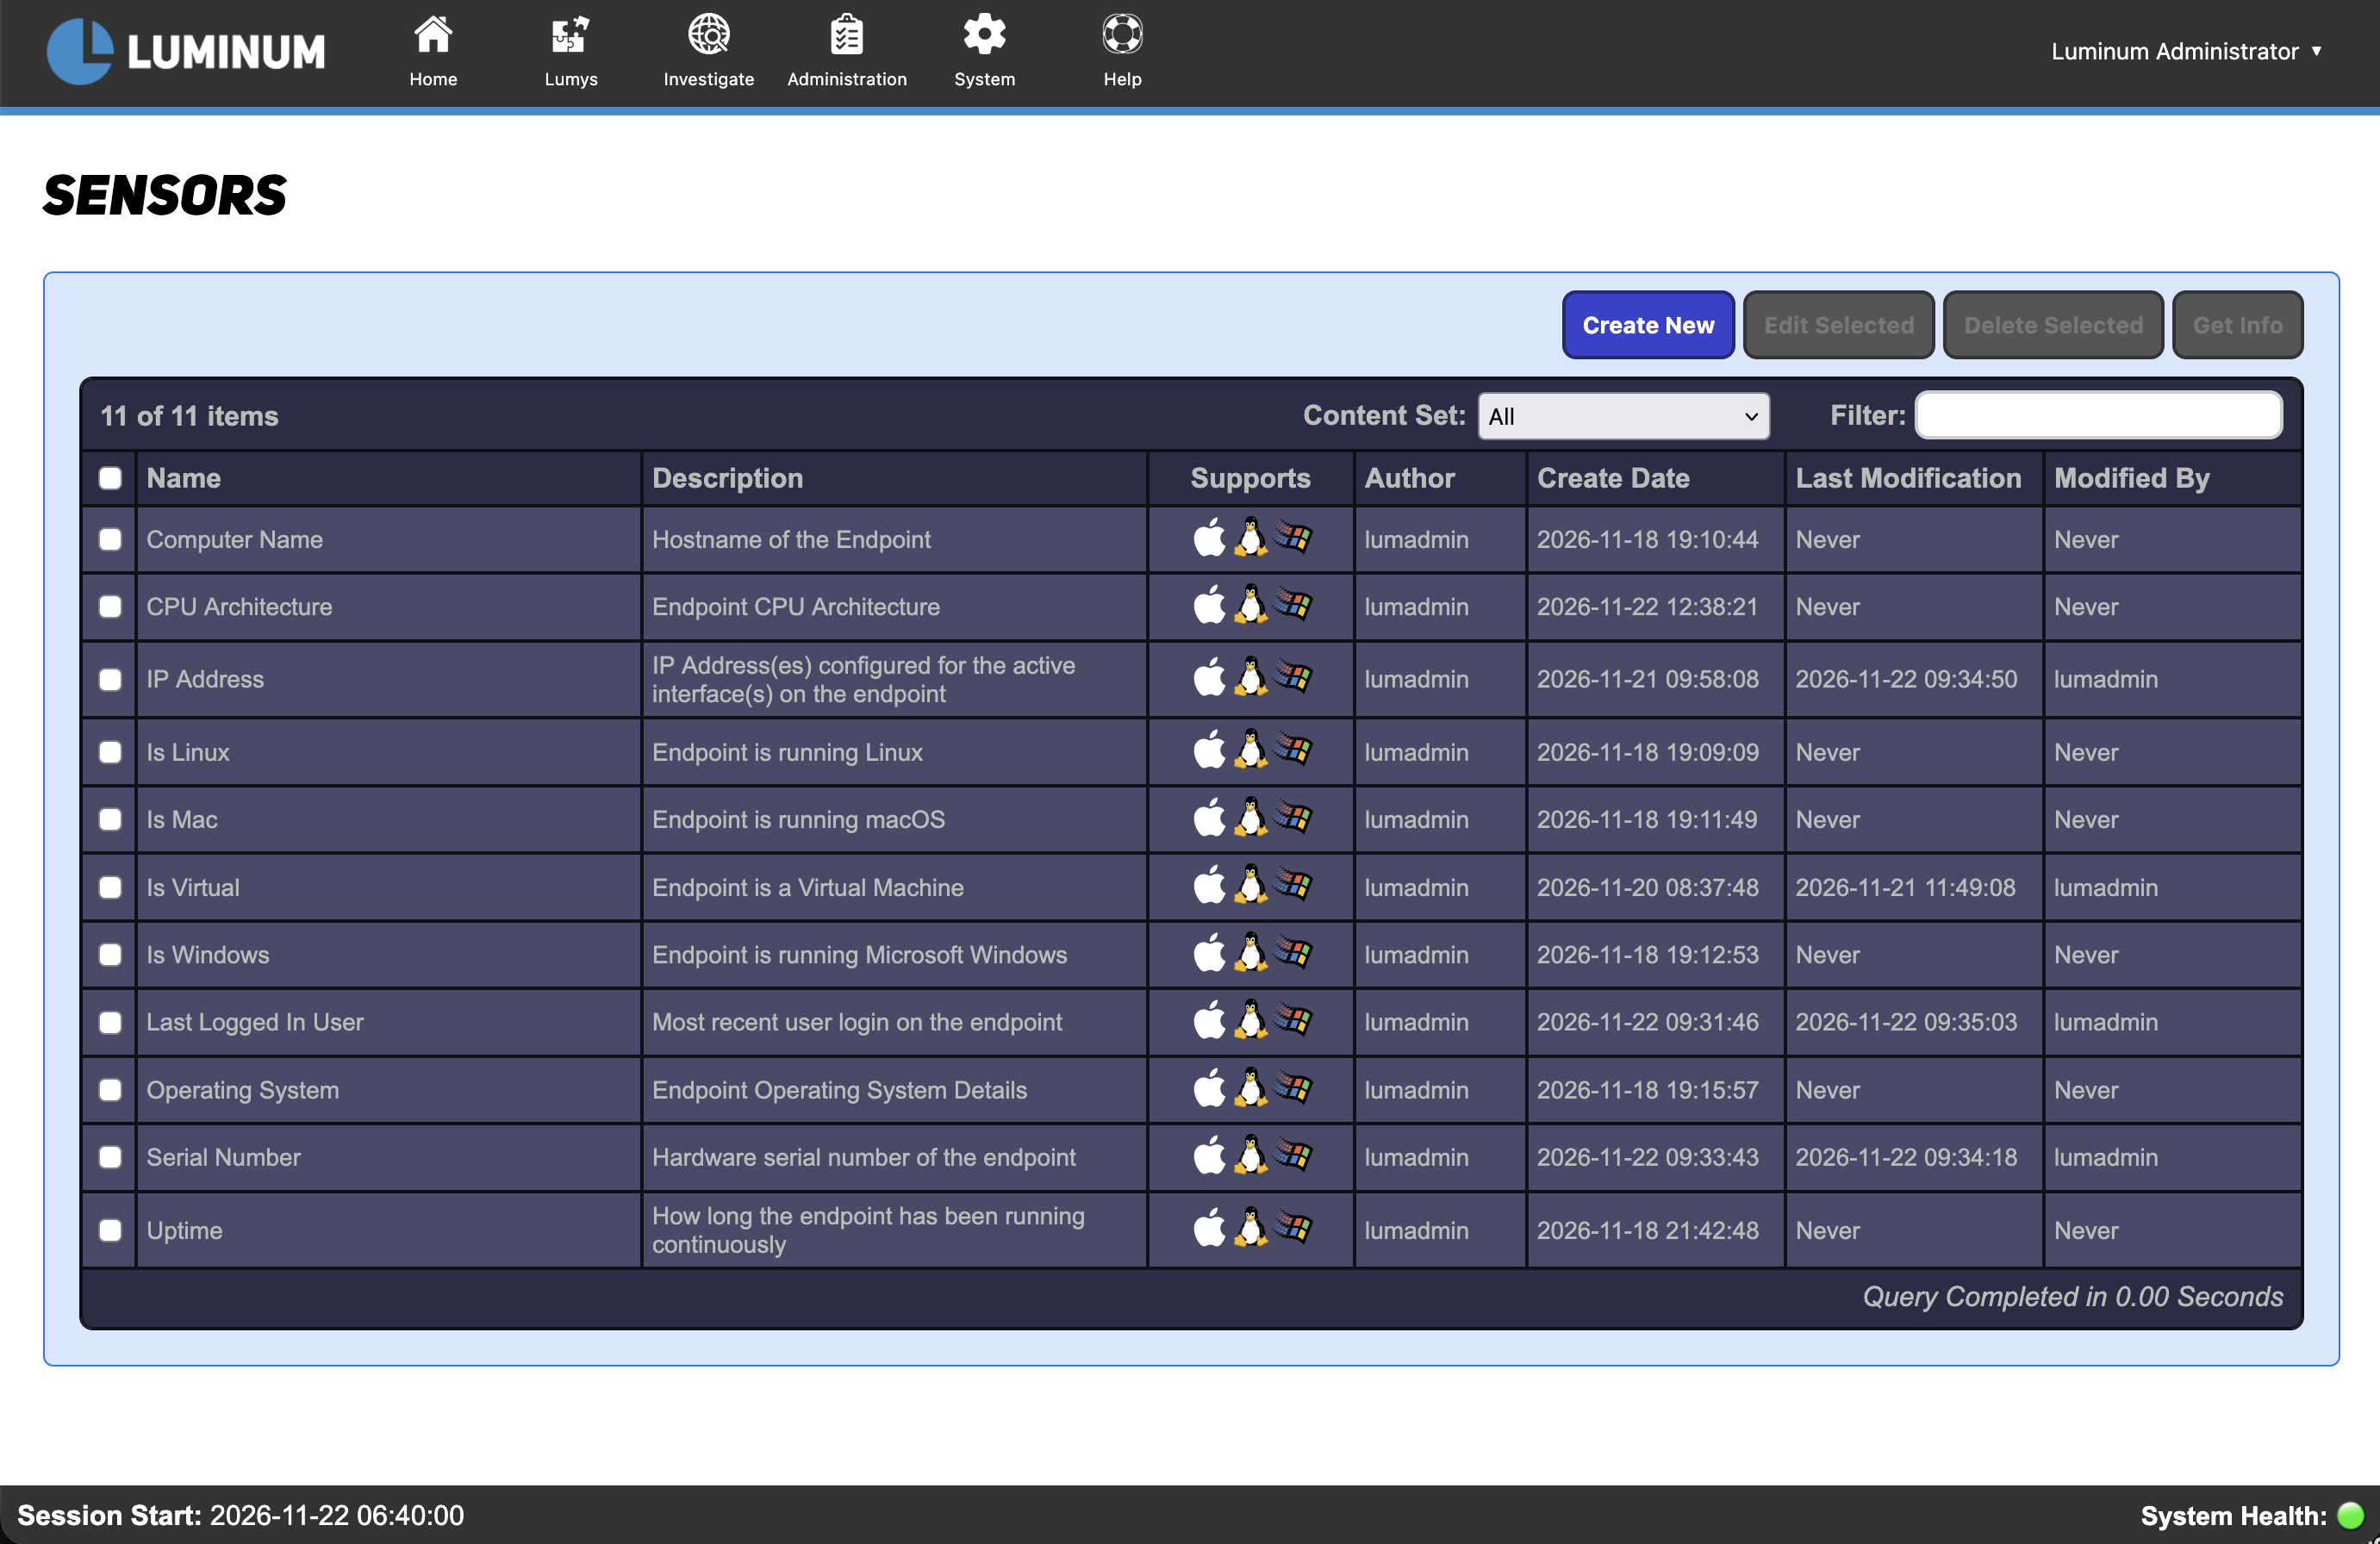 LUMINUM
Home
Lumys
Investigate
Administration
System
Help
Luminum Administrator ▼
SENSORS
Create New
Edit Selected
Delete Selected
Get Info
11 of 11 items
Content Set: All
Filter:
Name Description Supports Author Create Date Last Modification Modified By
Computer Name Hostname of the Endpoint lumadmin 2026-11-18 19:10:44 Never Never
CPU Architecture Endpoint CPU Architecture lumadmin 2026-11-22 12:38:21 Never Never
IP Address IP Address(es) configured for the active
interface(s) on the endpoint lumadmin 2026-11-21 09:58:08 2026-11-22 09:34:50 lumadmin
Is Linux Endpoint is running Linux lumadmin 2026-11-18 19:09:09 Never Never
Is Mac Endpoint is running macOS lumadmin 2026-11-18 19:11:49 Never Never
Is Virtual Endpoint is a Virtual Machine lumadmin 2026-11-20 08:37:48 2026-11-21 11:49:08 lumadmin
Is Windows Endpoint is running Microsoft Windows lumadmin 2026-11-18 19:12:53 Never Never
Last Logged In User Most recent user login on the endpoint lumadmin 2026-11-22 09:31:46 2026-11-22 09:35:03 lumadmin
Operating System Endpoint Operating System Details lumadmin 2026-11-18 19:15:57 Never Never
Serial Number Hardware serial number of the endpoint lumadmin 2026-11-22 09:33:43 2026-11-22 09:34:18 lumadmin
Uptime How long the endpoint has been running
continuously lumadmin 2026-11-18 21:42:48 Never Never
Query Completed in 0.00 Seconds
Session Start: 2026-11-22 06:40:00
System Health: